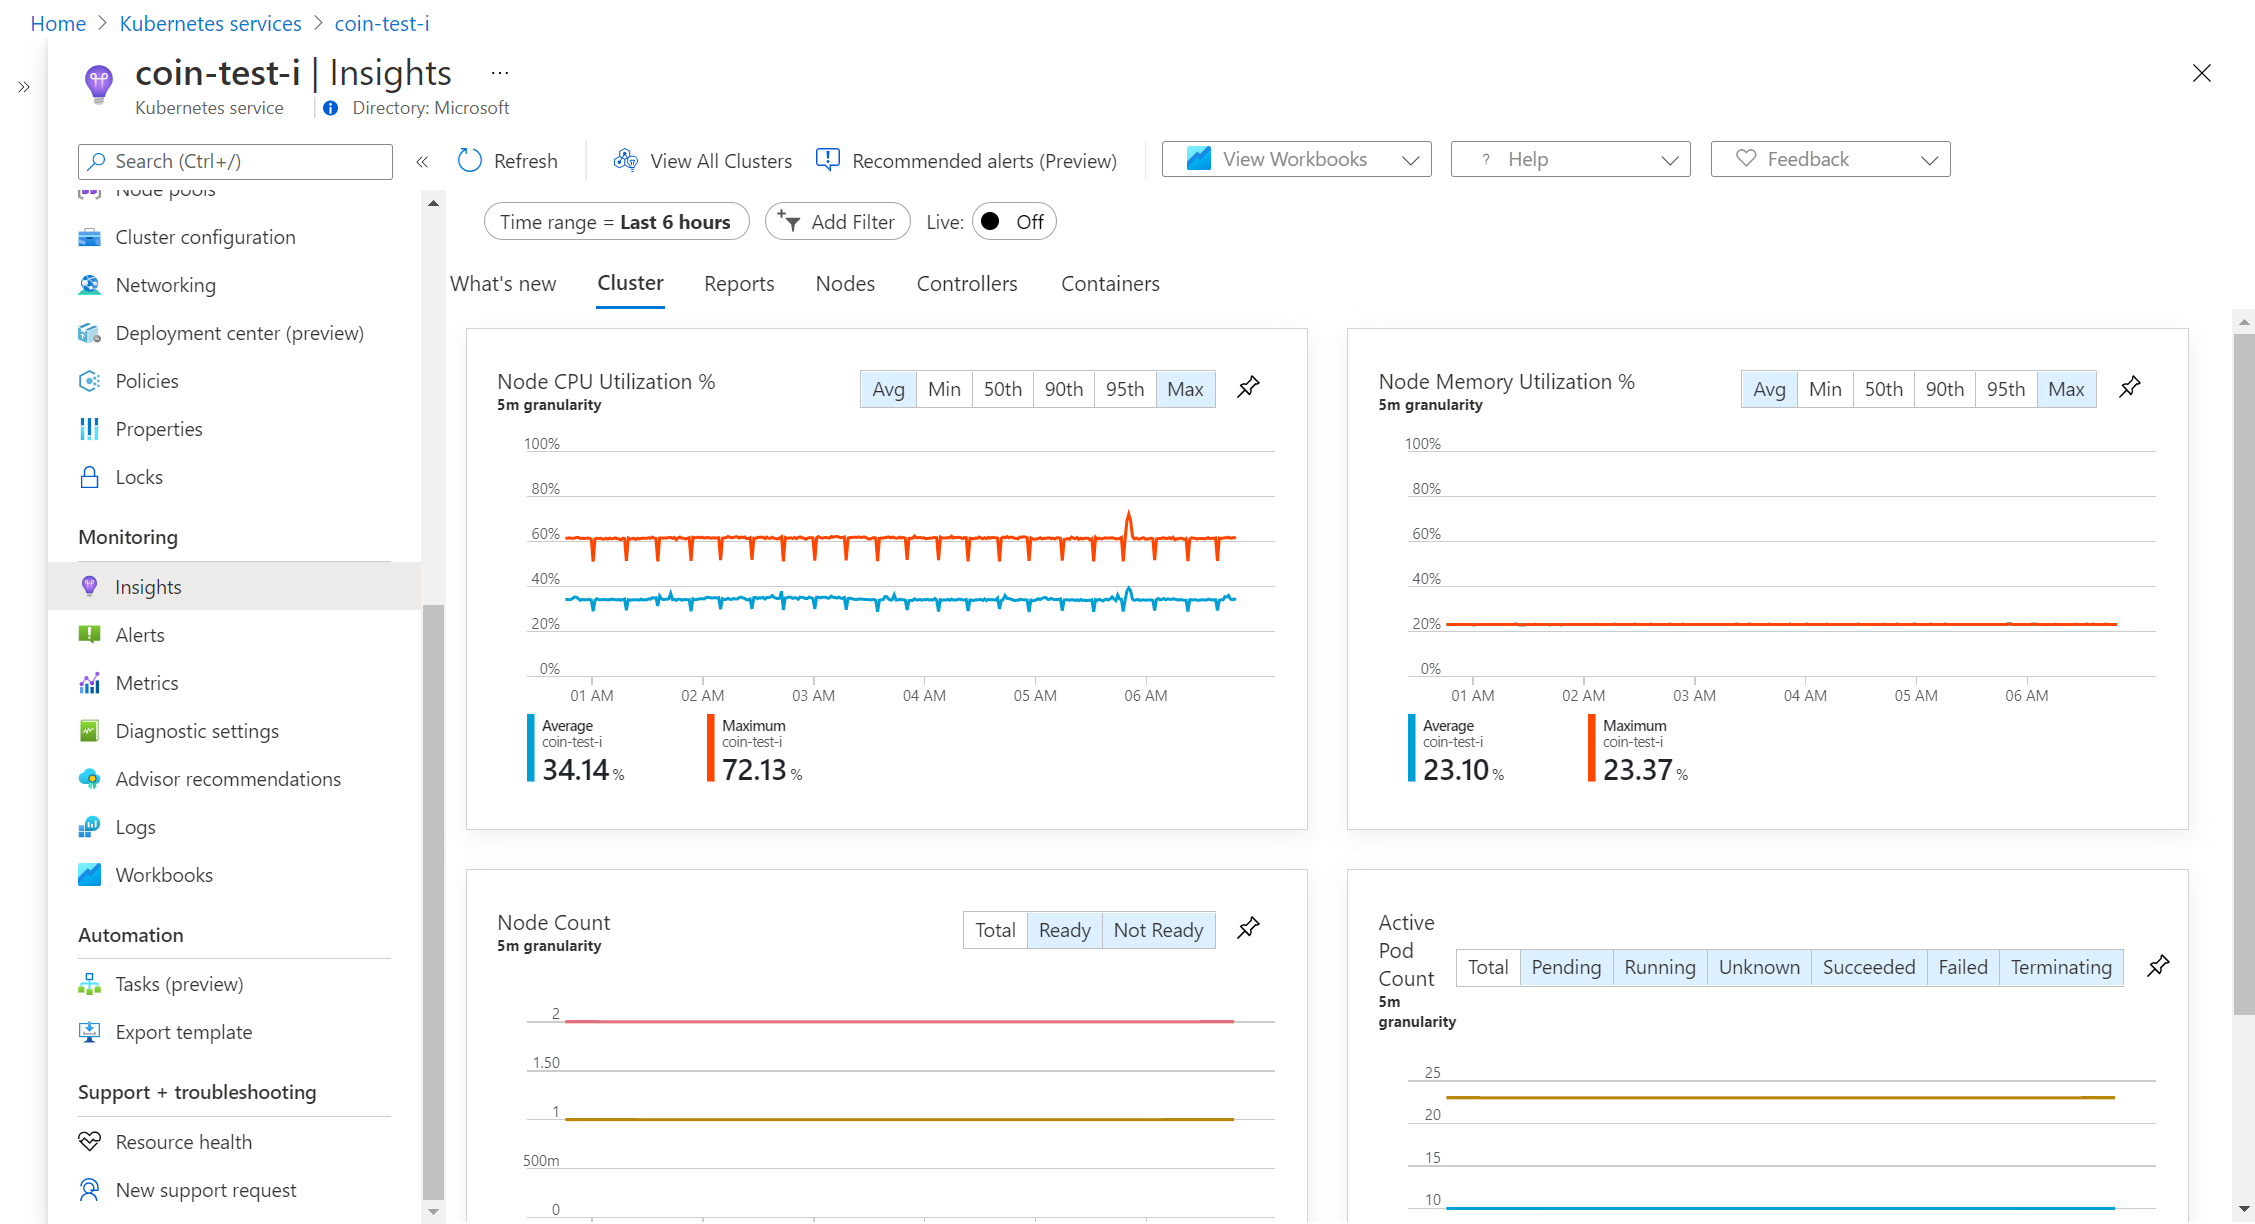 Home > Kubernetes services > coin-test-i
coin-test-i | Insights ...
Kubernetes service
Directory: Microsoft
Search (Ctrl+/)
Refresh
View All Clusters
Recommended alerts (Preview)
View Workbooks
? Help
Feedback
Node pools
Cluster configuration
Networking
Deployment center (preview)
Policies
Properties
Locks
Monitoring
Insights
Alerts
Metrics
Diagnostic settings
Advisor recommendations
Logs
Workbooks
Automation
Tasks (preview)
Export template
Support + troubleshooting
Resource health
New support request
Time range = Last 6 hours
Add Filter
Live: Off
What's new
Cluster
Reports
Nodes
Controllers
Containers
Node CPU Utilization %
5m granularity
Avg Min 50th 90th 95th Max
100%
80%
60%
40%
20%
0%
01 AM 02 AM 03 AM 04 AM 05 AM 06 AM
Average
coin-test-i
34.14 %
Maximum
coin-test-i
72.13 %
Node Memory Utilization %
5m granularity
Avg Min 50th 90th 95th Max
100%
80%
60%
40%
20%
0%
01 AM 02 AM 03 AM 04 AM 05 AM 06 AM
Average
coin-test-i
23.10 %
Maximum
coin-test-i
23.37 %
Node Count
5m granularity
Total Ready Not Ready
2
1.50
1
500m
0
Active
Pod
Count
5m
granularity
Total Pending Running Unknown Succeeded Failed Terminating
25
20
15
10